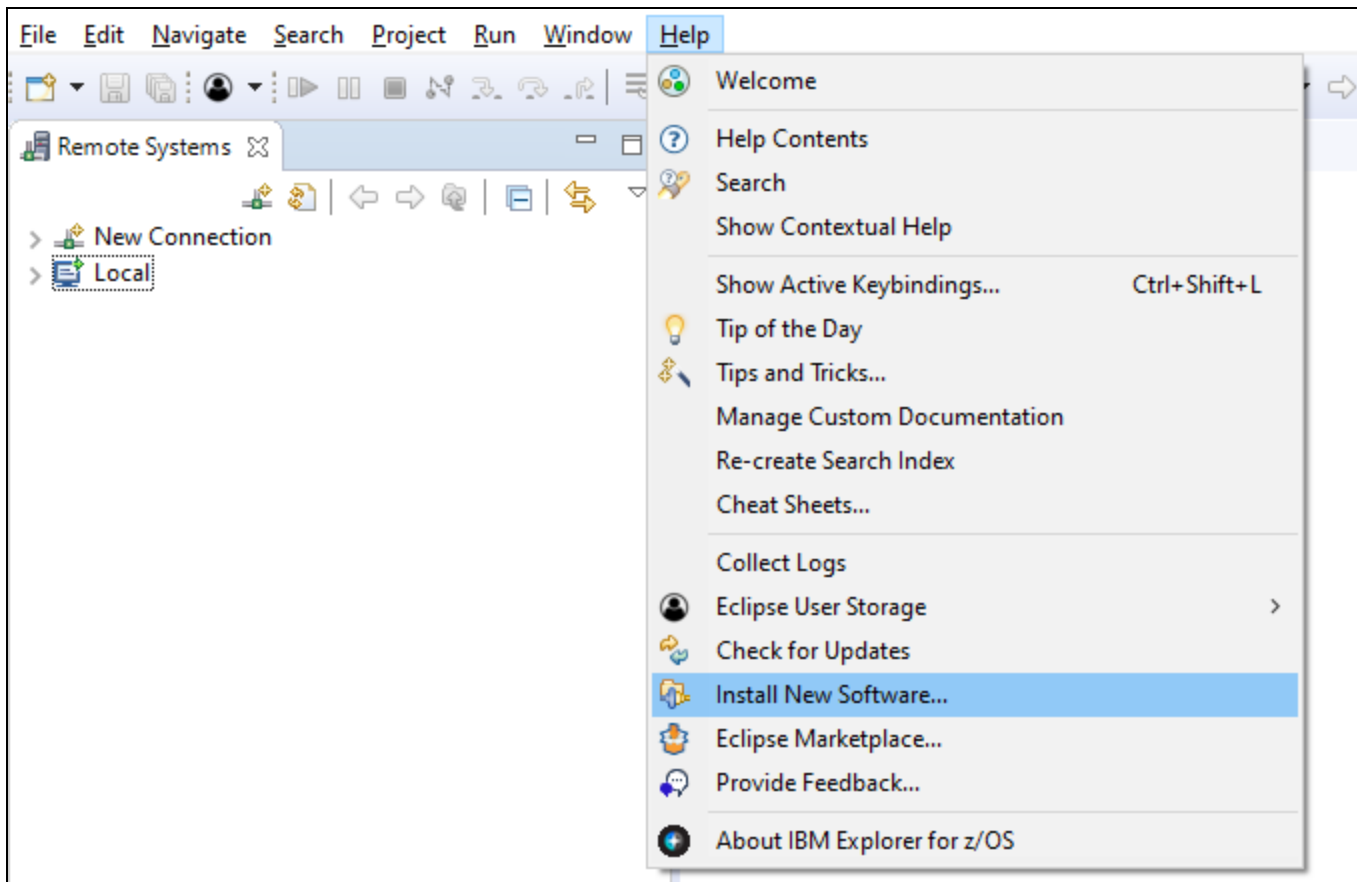 File Edit Navigate Search Project Run Window Help
Remote Systems
New Connection
Local
Welcome
Help Contents
Search
Show Contextual Help
Show Active Keybindings... Ctrl+Shift+L
Tip of the Day
Tips and Tricks...
Manage Custom Documentation
Re-create Search Index
Cheat Sheets...
Collect Logs
Eclipse User Storage
Check for Updates
Install New Software...
Eclipse Marketplace...
Provide Feedback...
About IBM Explorer for z/OS